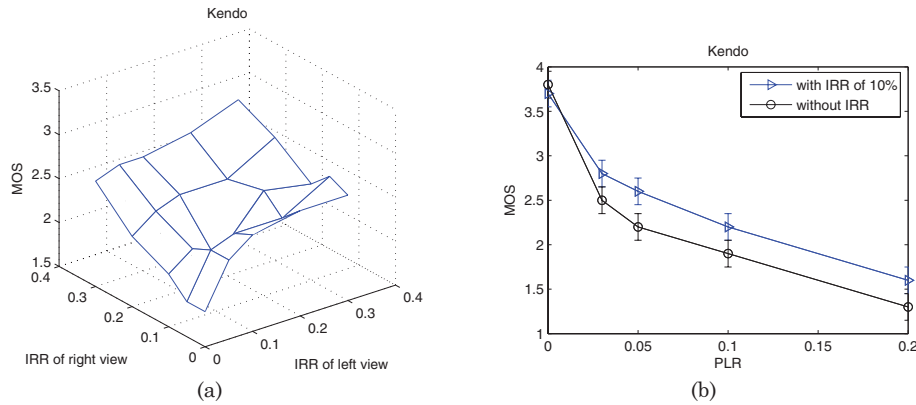 Kendo
3.5
3
2.5
2
1.5
MOS
0.4
0.3
0.2
0.1
0
IRR of right view
0
0.1
0.2
0.3
0.4
IRR of left view
(a)
Kendo
4
3.5
3
2.5
2
1.5
1
MOS
with IRR of 10%
without IRR
0
0.05
0.1
0.15
0.2
PLR
(b)